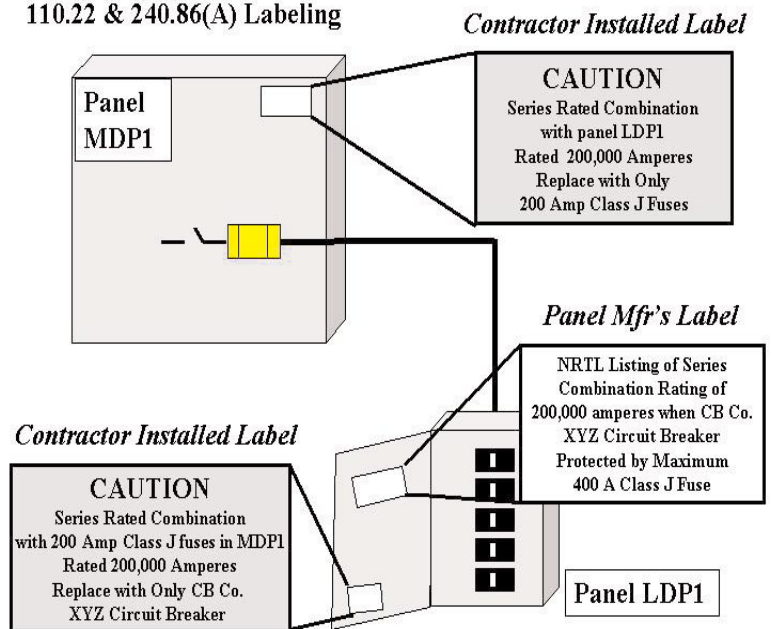 110.22 & 240.86(A) Labeling
Contractor Installed Label
Panel
MDP1
CAUTION
Series Rated Combination
with panel LDP1
Rated 200,000 Amperes
Replace with Only
200 Amp Class J Fuses
Panel Mfr's Label
NRTL Listing of Series
Combination Rating of
200,000 amperes when CB Co.
XYZ Circuit Breaker
Protected by Maximum
400 A Class J Fuse
Contractor Installed Label
CAUTION
Series Rated Combination
with 200 Amp Class J fuses in MDP1
Rated 200,000 Amperes
Replace with Only CB Co.
XYZ Circuit Breaker
Panel LDP1